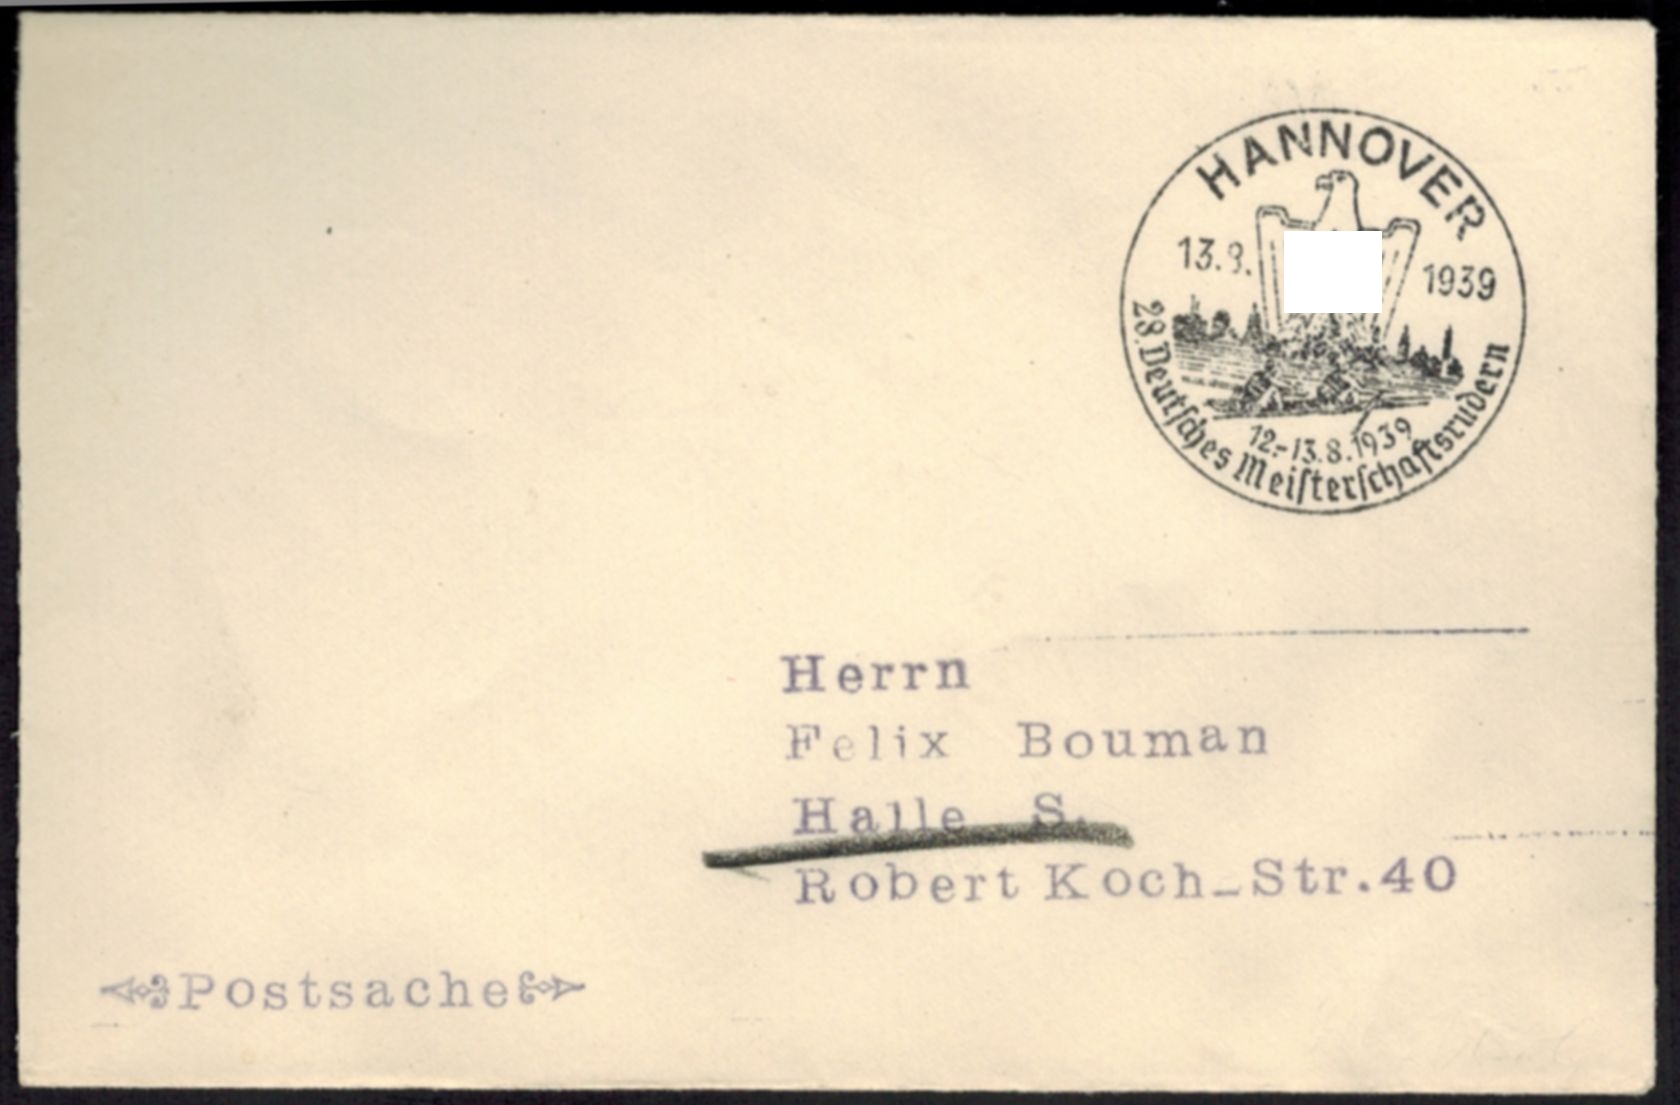 HANNOVER
13.8. 1939
12.-13.8.1939
28. Deutsches Meisterschaftsrudern
Herrn
Felix Bouman
Halle S.
Robert Koch-Str.40
Postsache